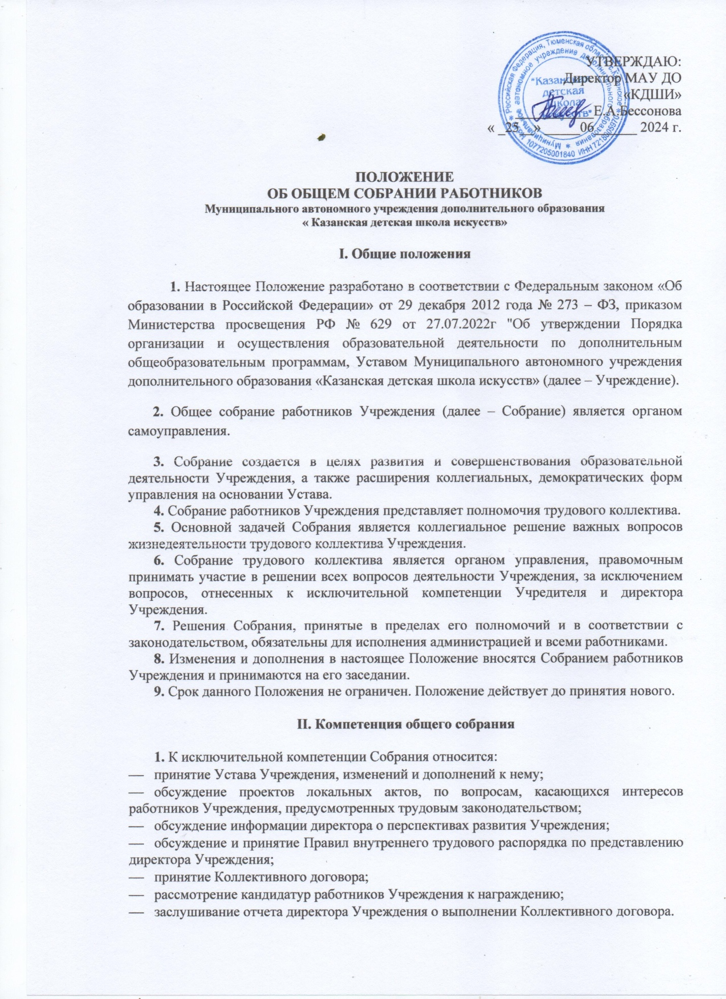 УТВЕРЖДАЮ:
Директор МАУ ДО
«КДШИ»
___________Е.А.Бессонова
« _25__» _____06______ 2024 г.
* Российская Федерация, Тюменская область, с.Казанское *
1077205001840 ИНН 7218005970
* Муниципальное автономное учреждение дополнительного образования
"Казанская
детская
школа
искусств"
ПОЛОЖЕНИЕ
ОБ ОБЩЕМ СОБРАНИИ РАБОТНИКОВ
Муниципального автономного учреждения дополнительного образования
« Казанская детская школа искусств»
I. Общие положения
1. Настоящее Положение разработано в соответствии с Федеральным законом «Об
образовании в Российской Федерации» от 29 декабря 2012 года № 273 – ФЗ, приказом
Министерства просвещения РФ № 629 от 27.07.2022г "Об утверждении Порядка
организации и осуществления образовательной деятельности по дополнительным
общеобразовательным программам, Уставом Муниципального автономного учреждения
дополнительного образования «Казанская детская школа искусств» (далее – Учреждение).
2. Общее собрание работников Учреждения (далее – Собрание) является органом
самоуправления.
3. Собрание создается в целях развития и совершенствования образовательной
деятельности Учреждения, а также расширения коллегиальных, демократических форм
управления на основании Устава.
4. Собрание работников Учреждения представляет полномочия трудового коллектива.
5. Основной задачей Собрания является коллегиальное решение важных вопросов
жизнедеятельности трудового коллектива Учреждения.
6. Собрание трудового коллектива является органом управления, правомочным
принимать участие в решении всех вопросов деятельности Учреждения, за исключением
вопросов, отнесенных к исключительной компетенции Учредителя и директора
Учреждения.
7. Решения Собрания, принятые в пределах его полномочий и в соответствии с
законодательством, обязательны для исполнения администрацией и всеми работниками.
8. Изменения и дополнения в настоящее Положение вносятся Собранием работников
Учреждения и принимаются на его заседании.
9. Срок данного Положения не ограничен. Положение действует до принятия нового.
II. Компетенция общего собрания
1. К исключительной компетенции Собрания относится:
— принятие Устава Учреждения, изменений и дополнений к нему;
— обсуждение проектов локальных актов, по вопросам, касающихся интересов
работников Учреждения, предусмотренных трудовым законодательством;
— обсуждение информации директора о перспективах развития Учреждения;
— обсуждение и принятие Правил внутреннего трудового распорядка по представлению
директора Учреждения;
— принятие Коллективного договора;
— рассмотрение кандидатур работников Учреждения к награждению;
— заслушивание отчета директора Учреждения о выполнении Коллективного договора.